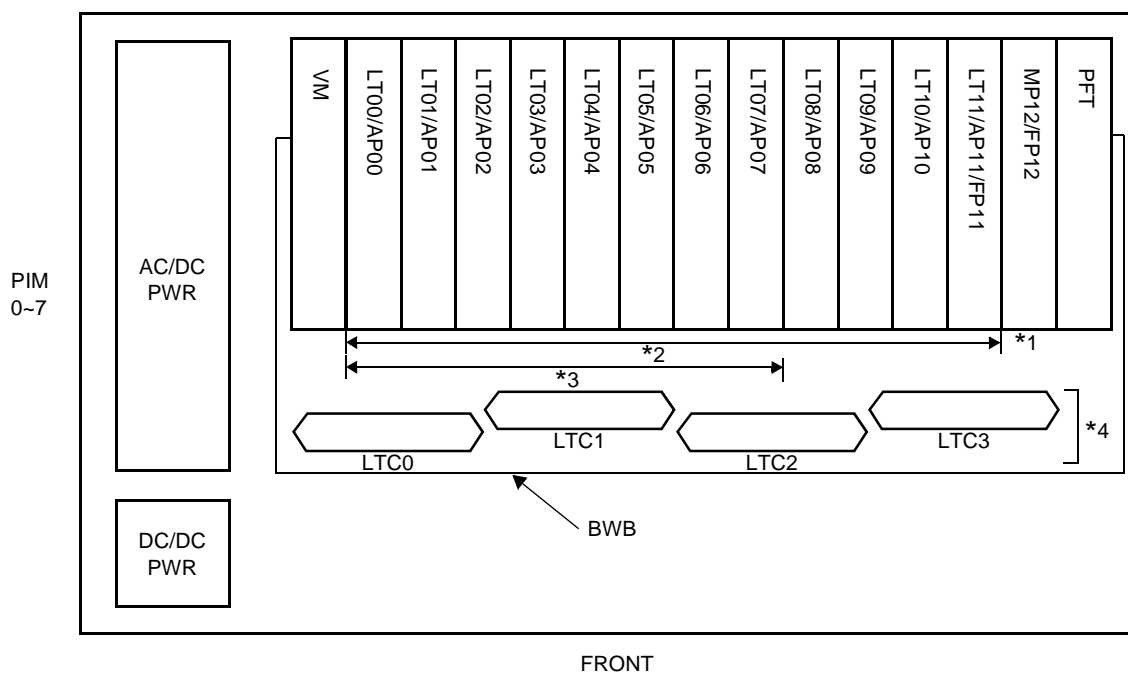 VM
LT00/AP00
LT01/AP01
LT02/AP02
LT03/AP03
LT04/AP04
LT05/AP05
LT06/AP06
LT07/AP07
LT08/AP08
LT09/AP09
LT10/AP10
LT11/AP11/FP11
MP12/FP12
PFT
PIM
0~7
AC/DC
PWR
*1
*2
*3
*4
LTC0
LTC1
LTC2
LTC3
BWB
DC/DC
PWR
FRONT